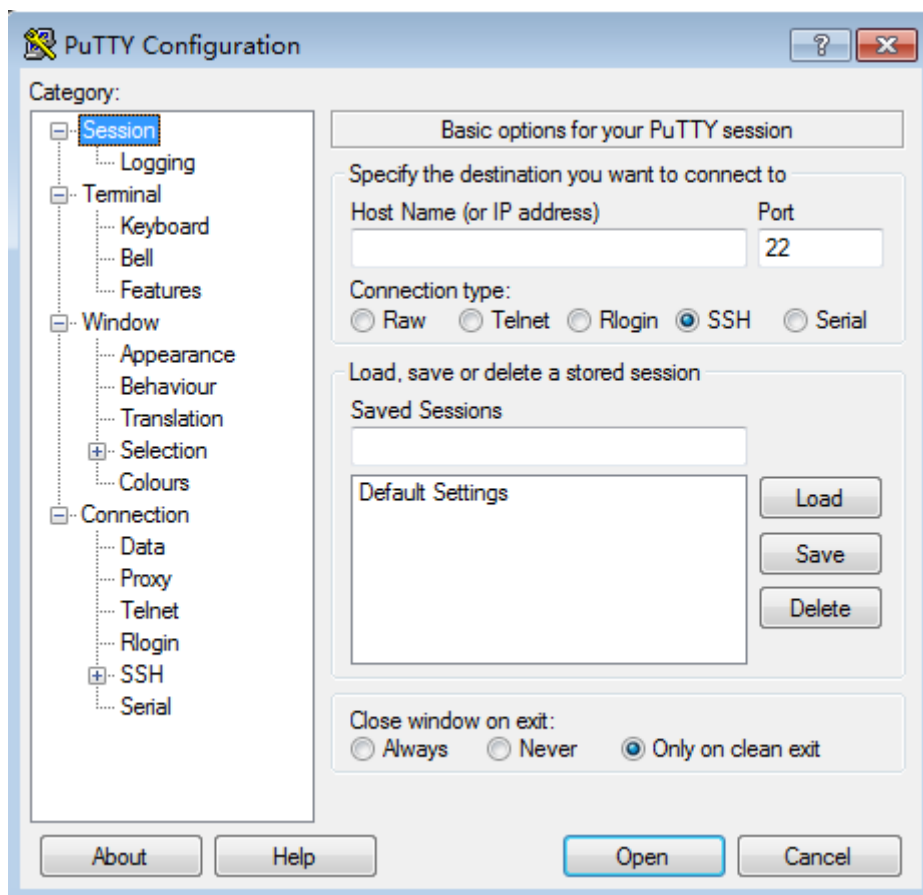 PuTTY Configuration
Category:
Session
Logging
Terminal
Keyboard
Bell
Features
Window
Appearance
Behaviour
Translation
Selection
Colours
Connection
Data
Proxy
Telnet
Rlogin
SSH
Serial
Basic options for your PuTTY session
Specify the destination you want to connect to
Host Name (or IP address) Port
22
Connection type:
Raw Telnet Rlogin SSH Serial
Load, save or delete a stored session
Saved Sessions
Default Settings
Load
Save
Delete
Close window on exit:
Always Never Only on clean exit
About Help Open Cancel